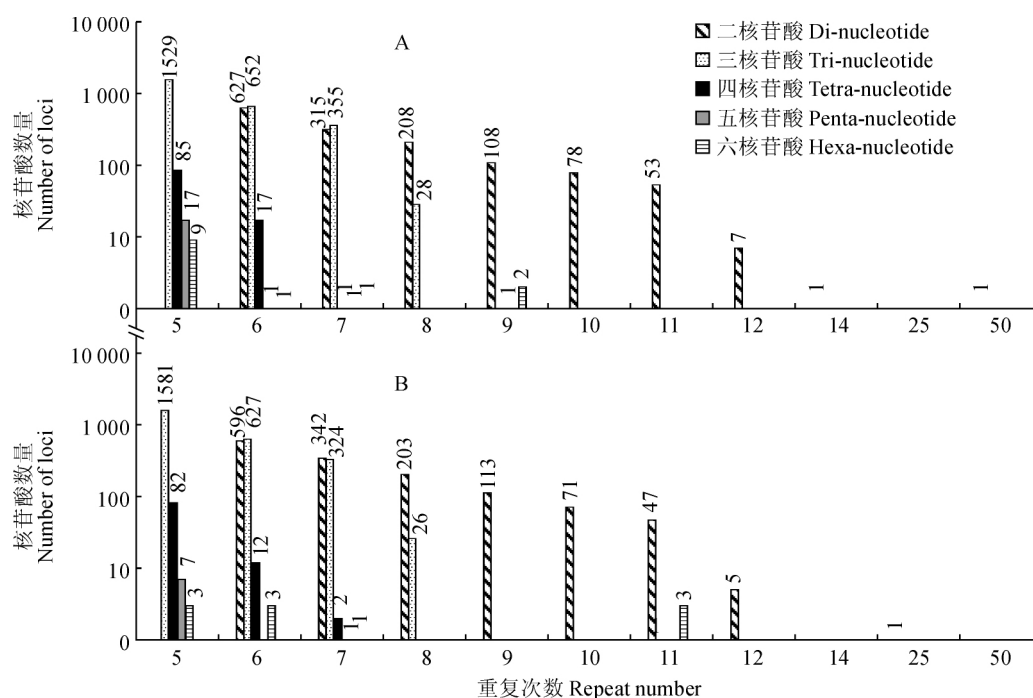 A
二核苷酸 Di-nucleotide
三核苷酸 Tri-nucleotide
四核苷酸 Tetra-nucleotide
五核苷酸 Penta-nucleotide
六核苷酸 Hexa-nucleotide
核苷酸数量
Number of loci
10 000
1 000
100
10
0
1529 85 17 9
627 652 17 1 1
315 355 1 1 1
208 28
108 1 2
78
53
7
1
1
5 6 7 8 9 10 11 12 14 25 50
B
核苷酸数量
Number of loci
10 000
1 000
100
10
0
1581 82 7 3
596 627 12 3
342 324 2 1 1
203 26
113
71
47 3
5
1
5 6 7 8 9 10 11 12 14 25 50
重复次数 Repeat number